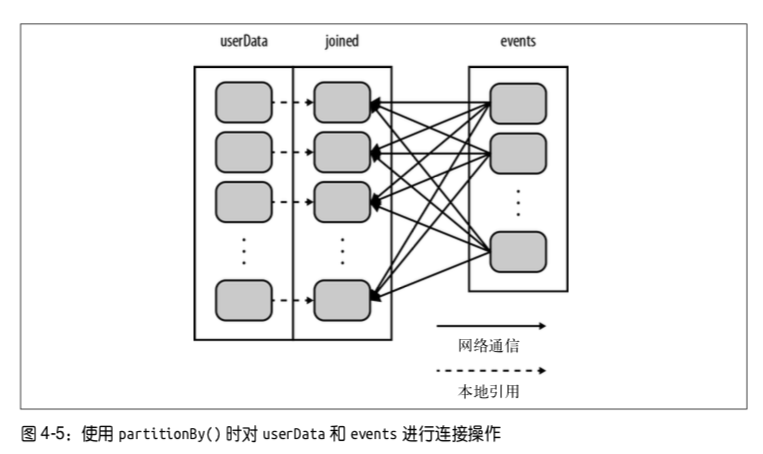 userData joined events
网络通信
本地引用
图 4-5：使用 partitionBy() 时对 userData 和 events 进行连接操作